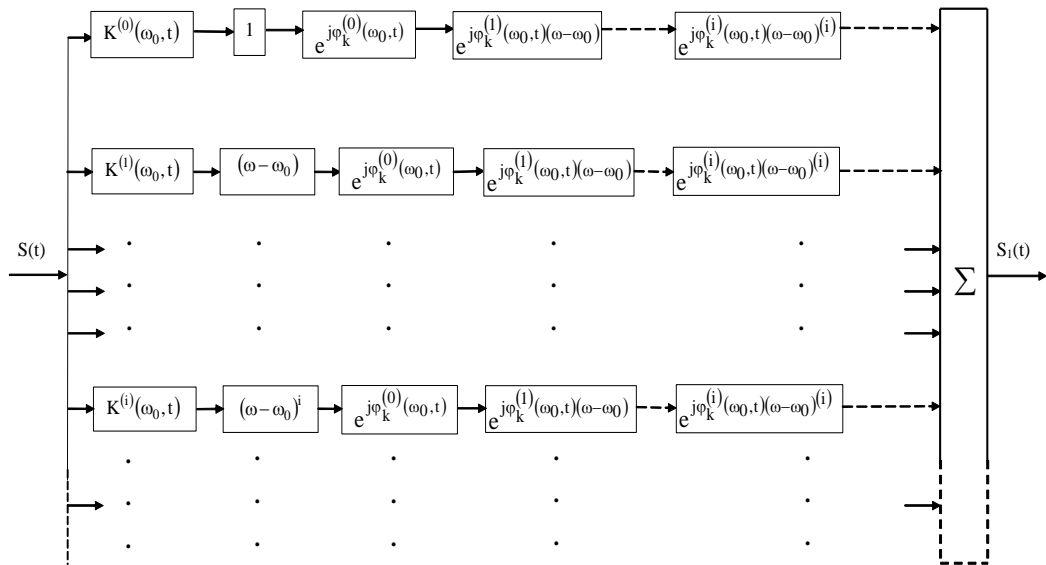 K⁽⁰⁾(ω₀,t) 1 e^{jφₖ⁽⁰⁾(ω₀,t)} e^{jφₖ⁽¹⁾(ω₀,t)(ω−ω₀)} e^{jφₖ⁽ⁱ⁾(ω₀,t)(ω−ω₀)⁽ⁱ⁾}
K⁽¹⁾(ω₀,t) (ω−ω₀) e^{jφₖ⁽⁰⁾(ω₀,t)} e^{jφₖ⁽¹⁾(ω₀,t)(ω−ω₀)} e^{jφₖ⁽ⁱ⁾(ω₀,t)(ω−ω₀)⁽ⁱ⁾}
S(t)
∑
S₁(t)
K⁽ⁱ⁾(ω₀,t) (ω−ω₀)ⁱ e^{jφₖ⁽⁰⁾(ω₀,t)} e^{jφₖ⁽¹⁾(ω₀,t)(ω−ω₀)} e^{jφₖ⁽ⁱ⁾(ω₀,t)(ω−ω₀)⁽ⁱ⁾}